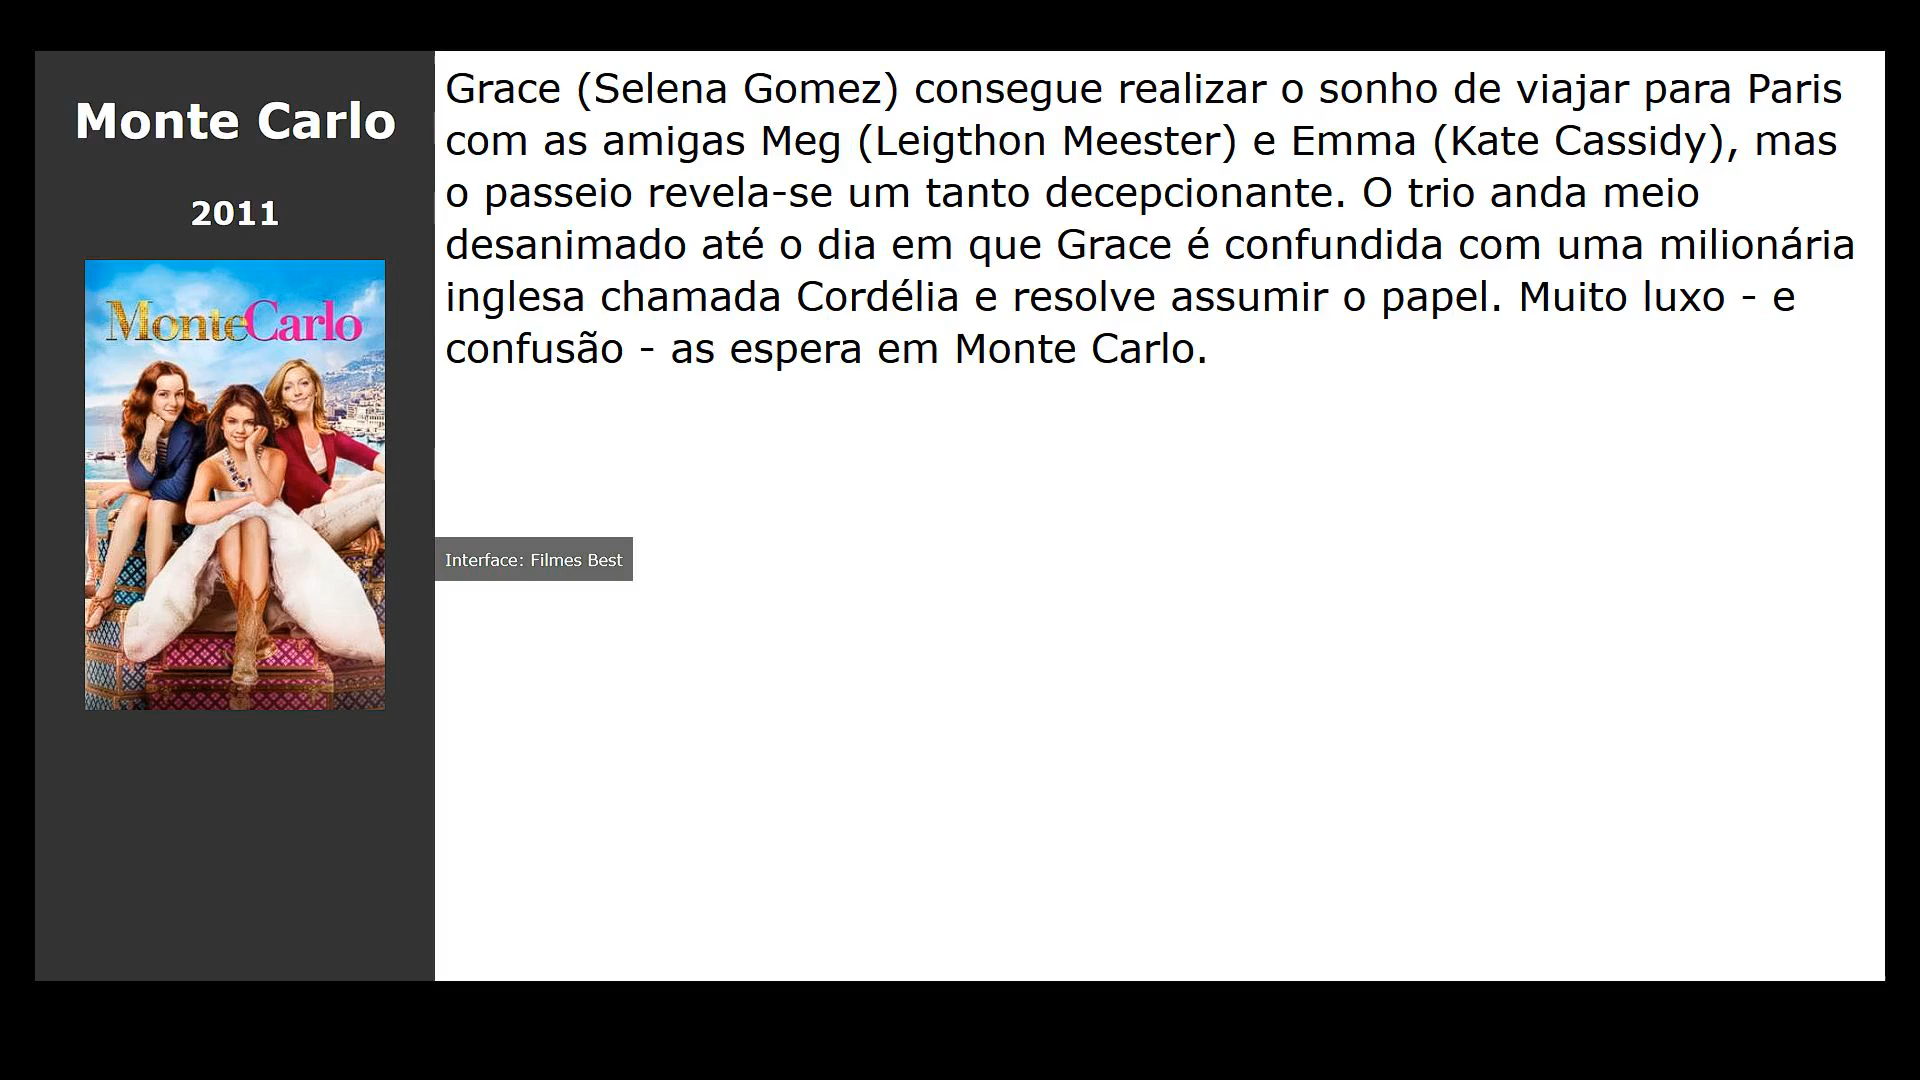 Monte Carlo
2011
MonteCarlo
Grace (Selena Gomez) consegue realizar o sonho de viajar para Paris
com as amigas Meg (Leigthon Meester) e Emma (Kate Cassidy), mas
o passeio revela-se um tanto decepcionante. O trio anda meio
desanimado até o dia em que Grace é confundida com uma milionária
inglesa chamada Cordélia e resolve assumir o papel. Muito luxo - e
confusão - as espera em Monte Carlo.
Interface: Filmes Best